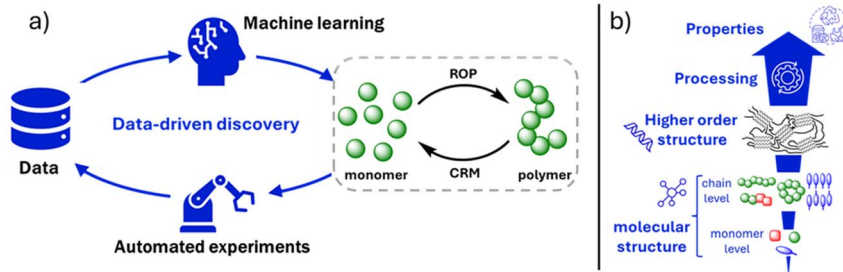 a)
Machine learning
Data-driven discovery
Data
Automated experiments
ROP
CRM
monomer
polymer
b)
Properties
Processing
Higher order
structure
chain
level
molecular
structure
monomer
level